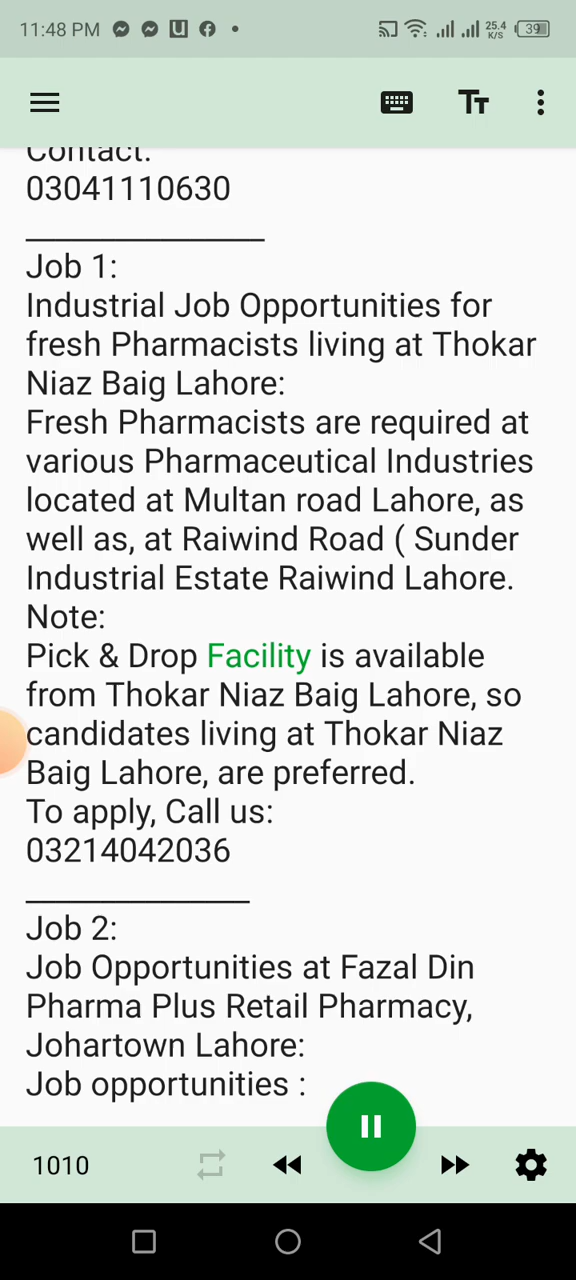 11:48 PM
25.4
K/S
39
TT
Contact:
03041110630
______________
Job 1:
Industrial Job Opportunities for
fresh Pharmacists living at Thokar
Niaz Baig Lahore:
Fresh Pharmacists are required at
various Pharmaceutical Industries
located at Multan road Lahore, as
well as, at Raiwind Road ( Sunder
Industrial Estate Raiwind Lahore.
Note:
Pick & Drop Facility is available
from Thokar Niaz Baig Lahore, so
candidates living at Thokar Niaz
Baig Lahore, are preferred.
To apply, Call us:
03214042036
_____________
Job 2:
Job Opportunities at Fazal Din
Pharma Plus Retail Pharmacy,
Johartown Lahore:
Job opportunities :
1010